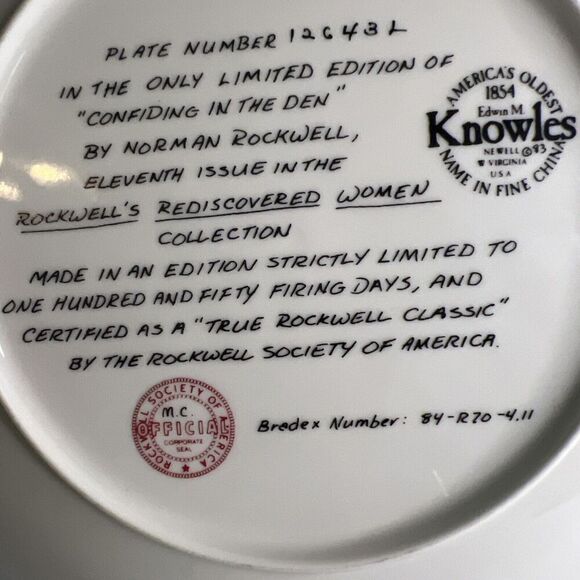 PLATE NUMBER 12643L
IN THE ONLY LIMITED EDITION OF
"CONFIDING IN THE DEN"
BY NORMAN ROCKWELL,
ELEVENTH ISSUE IN THE
ROCKWELL'S REDISCOVERED WOMEN
COLLECTION
MADE IN AN EDITION STRICTLY LIMITED TO
ONE HUNDRED AND FIFTY FIRING DAYS, AND
CERTIFIED AS A "TRUE ROCKWELL CLASSIC"
BY THE ROCKWELL SOCIETY OF AMERICA.
AMERICA'S OLDEST
1854
Edwin M.
Knowles
NEWELL © 83
W VIRGINIA
USA
NAME IN FINE CHINA
ROCKWELL SOCIETY OF AMERICA
M.C.
OFFICIAL
CORPORATE
SEAL
Bradex Number: 84-R70-4.11